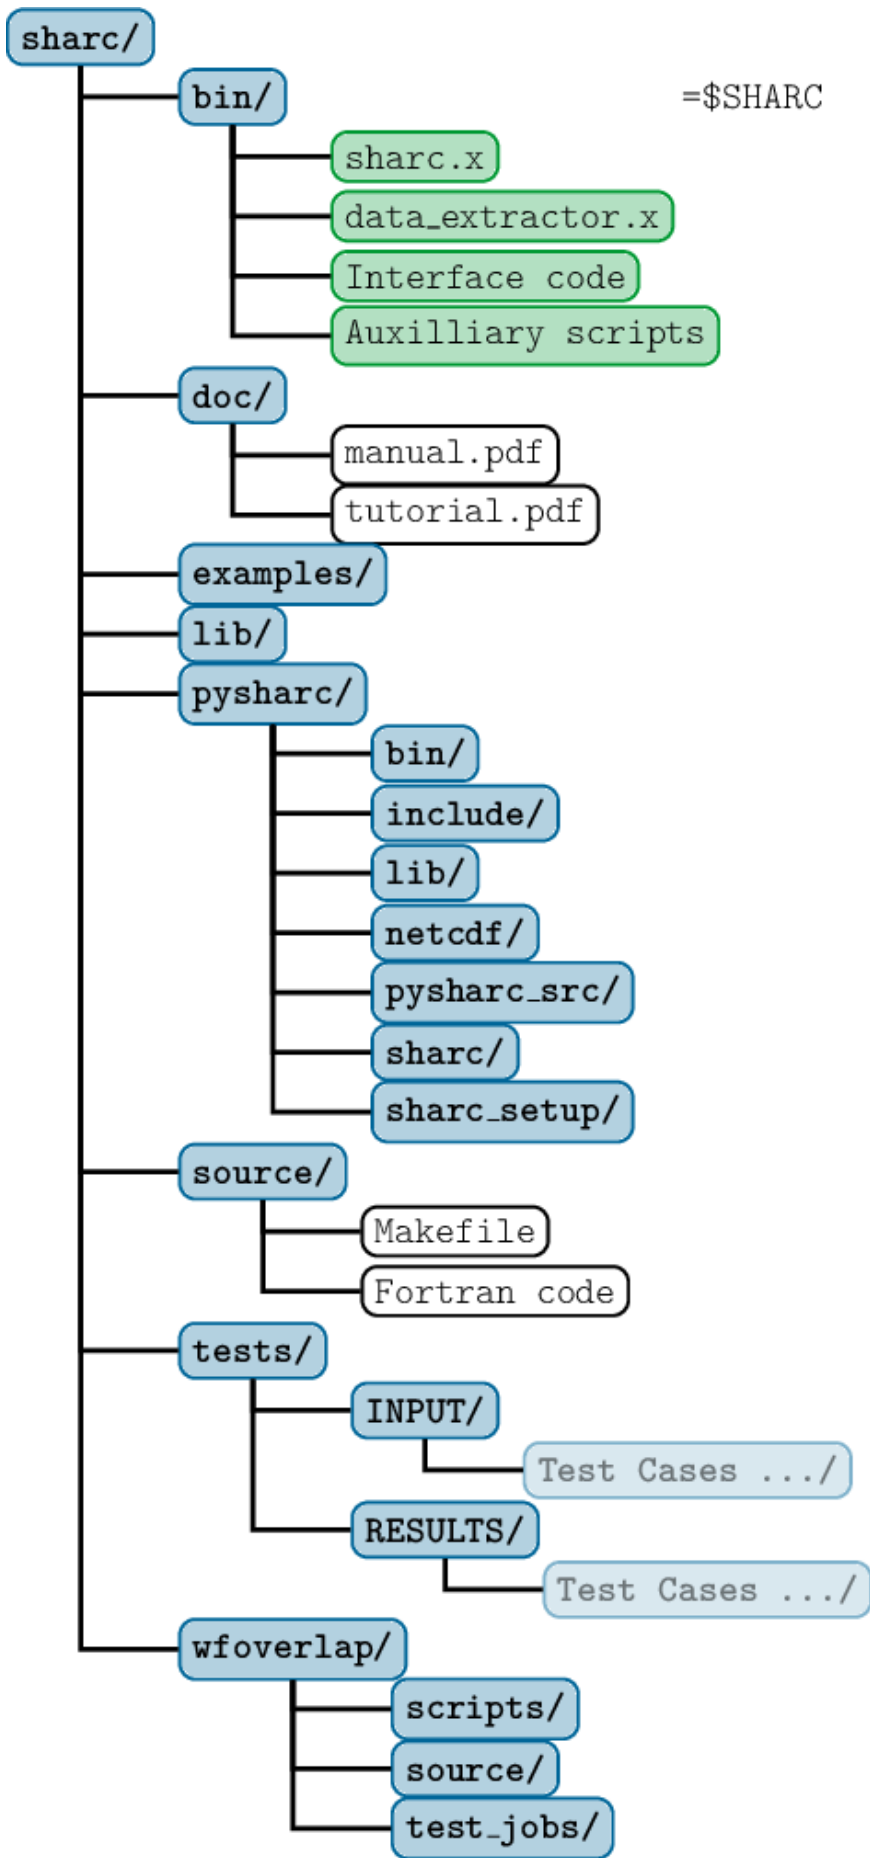 sharc/
bin/ =$SHARC
sharc.x
data_extractor.x
Interface code
Auxilliary scripts
doc/
manual.pdf
tutorial.pdf
examples/
lib/
pysharc/
bin/
include/
lib/
netcdf/
pysharc_src/
sharc/
sharc_setup/
source/
Makefile
Fortran code
tests/
INPUT/
Test Cases .../
RESULTS/
Test Cases .../
wfoverlap/
scripts/
source/
test_jobs/